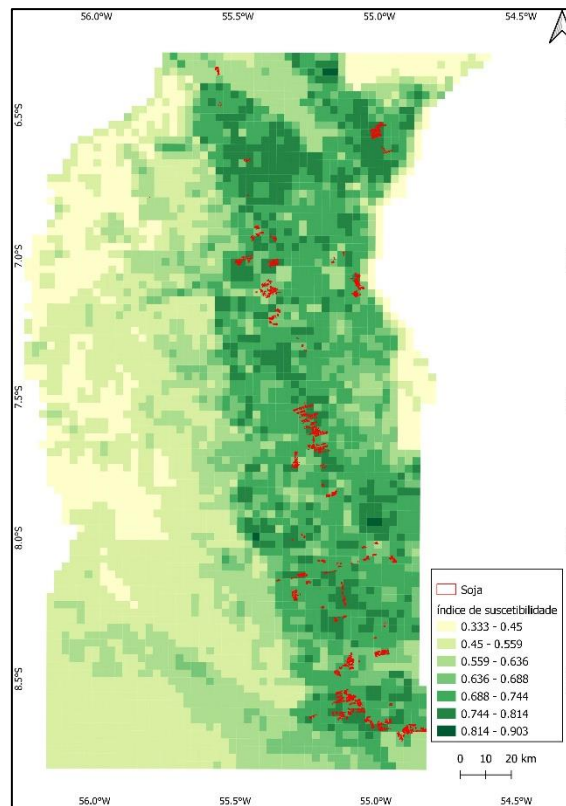 56.0°W 55.5°W 55.0°W 54.5°W
6.5°S
7.0°S
7.5°S
8.0°S
8.5°S
Soja
índice de suscetibilidade
0.333 - 0.45
0.45 - 0.559
0.559 - 0.636
0.636 - 0.688
0.688 - 0.744
0.744 - 0.814
0.814 - 0.903
0 10 20 km
56.0°W 55.5°W 55.0°W 54.5°W